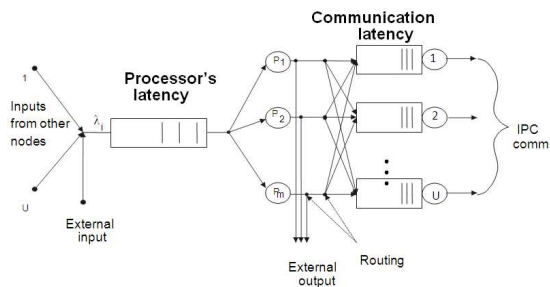 Communication
latency
Processor's
latency
1
Inputs
from other
nodes
λi
U
External
input
P1
P2
Pm
1
2
U
IPC
comm.
External
output
Routing